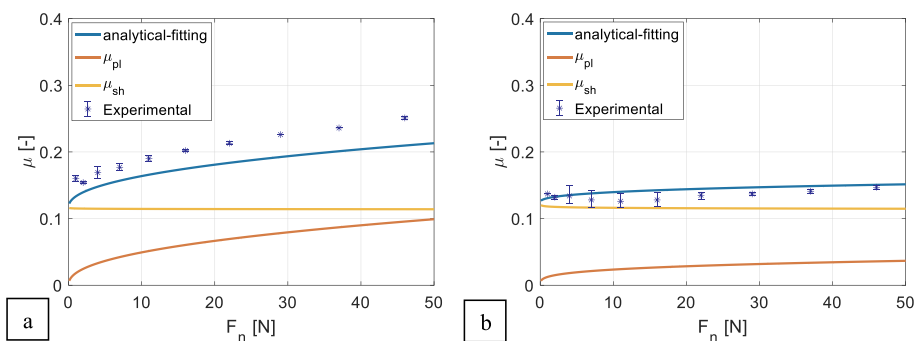 0.4
0.3
0.2
0.1
0
μ [-]
analytical-fitting
μpl
μsh
Experimental
0 10 20 30 40 50
Fn [N]
a
0.4
0.3
0.2
0.1
0
μ [-]
analytical-fitting
μpl
μsh
Experimental
0 10 20 30 40 50
Fn [N]
b